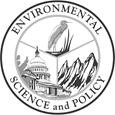 ENVIRONMENTAL
SCIENCE and POLICY